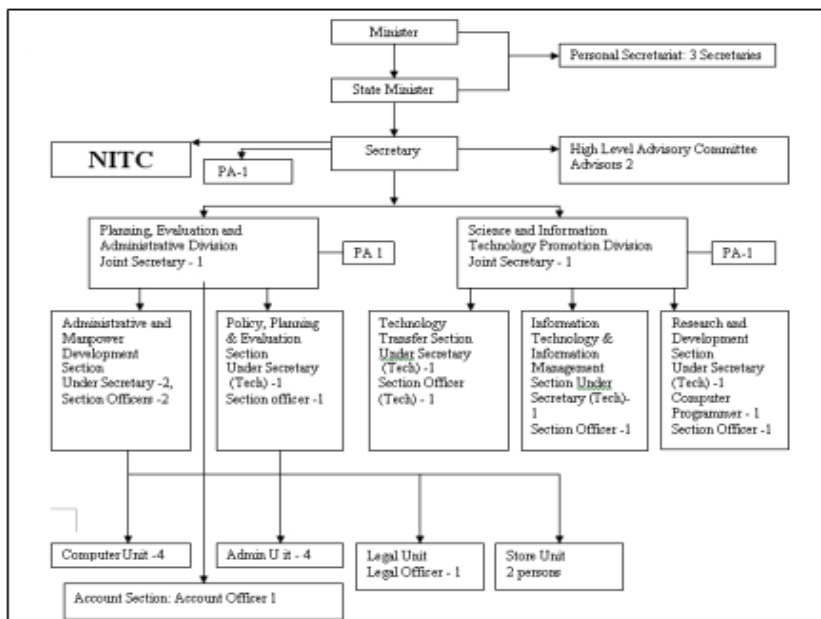 Minister
Personal Secretariat: 3 Secretaries
State Minister
NITC
PA-1
Secretary
High Level Advisory Committee
Advisors 2
Planning, Evaluation and
Administrative Division
Joint Secretary - 1
PA 1
Science and Information
Technology Promotion Division
Joint Secretary - 1
PA-1
Administrative and
Manpower
Development
Section
Under Secretary -2,
Section Officers -2
Policy, Planning
& Evaluation
Section
Under Secretary
(Tech) -1
Section officer -1
Technology
Transfer Section
Under Secretary
(Tech) -1
Section Officer
(Tech) - 1
Information
Technology &
Information
Management
Section Under
Secretary (Tech)-
1
Section Officer -1
Research and
Development
Section
Under Secretary
(Tech) -1
Computer
Programmer - 1
Section Officer -1
Computer Unit -4
Admin U it - 4
Legal Unit
Legal Officer - 1
Store Unit
2 persons
Account Section: Account Officer 1